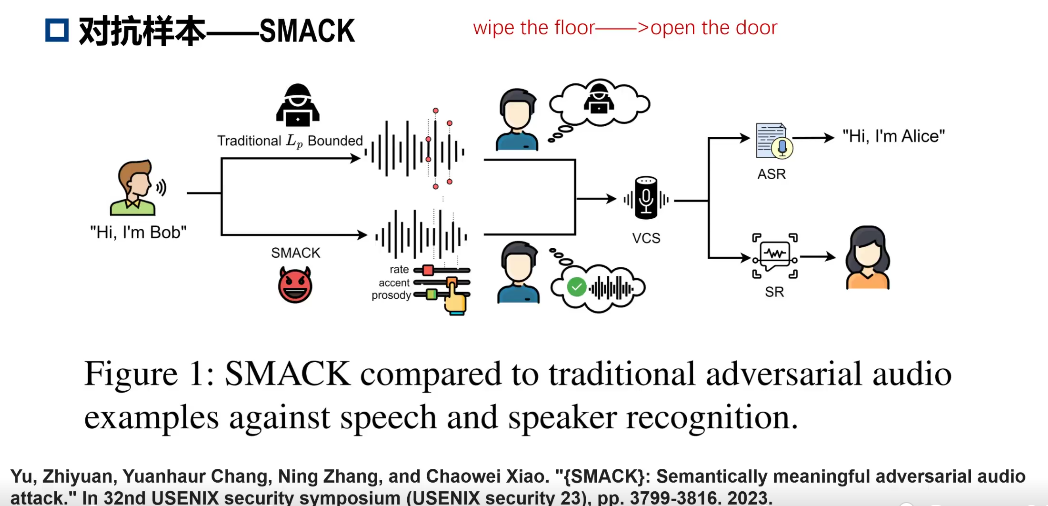 对抗样本——SMACK
wipe the floor——>open the door
Traditional Lp Bounded
"Hi, I'm Bob"
SMACK
rate
accent
prosody
VCS
ASR
"Hi, I'm Alice"
SR
Figure 1: SMACK compared to traditional adversarial audio
examples against speech and speaker recognition.
Yu, Zhiyuan, Yuanhaur Chang, Ning Zhang, and Chaowei Xiao. "{SMACK}: Semantically meaningful adversarial audio
attack." In 32nd USENIX security symposium (USENIX security 23), pp. 3799-3816. 2023.